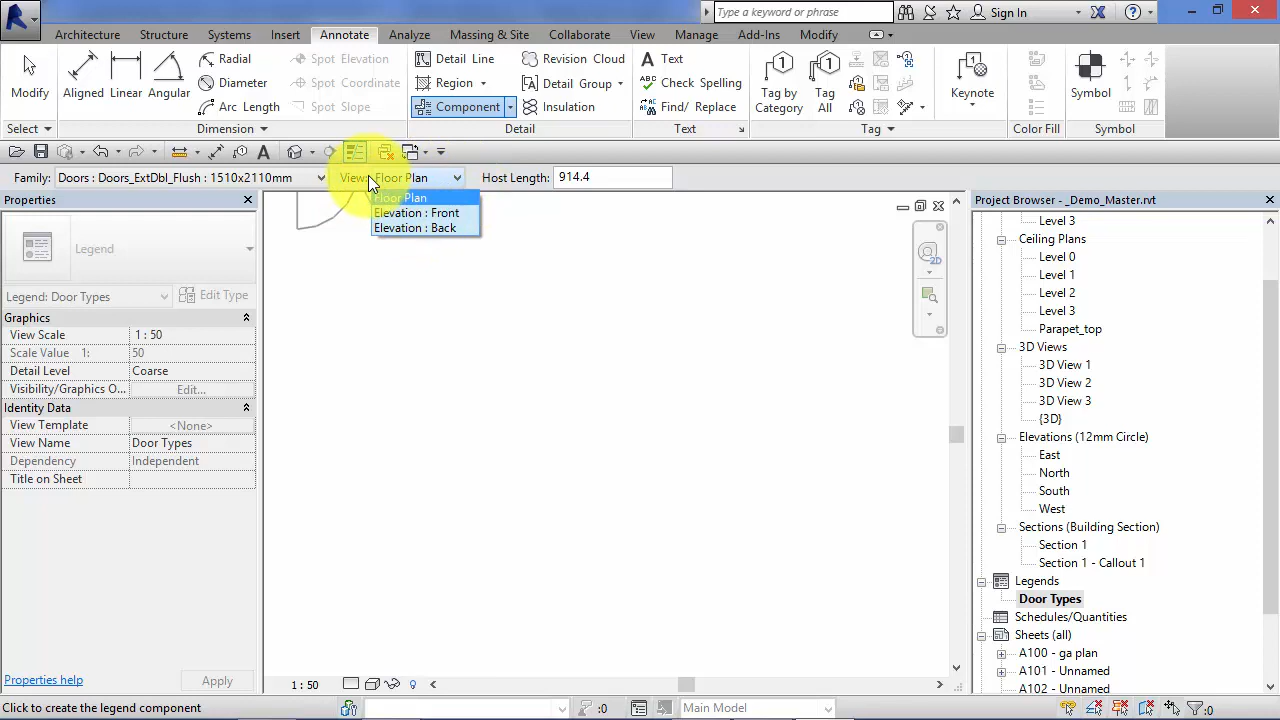 Type a keyword or phrase
Sign In
Architecture Structure Systems Insert Annotate Analyze Massing & Site Collaborate View Manage Add-Ins Modify
Modify
Select
Aligned Linear Angular
Radial
Diameter
Arc Length
Spot Elevation
Spot Coordinate
Spot Slope
Dimension
Detail Line
Region
Component
Revision Cloud
Detail Group
Insulation
Detail
Text
Check Spelling
Find/ Replace
Text
Tag by Category
Tag All
Tag
Keynote
Color Fill
Symbol
Symbol
Family: Doors : Doors_ExtDbl_Flush : 1510x2110mm
View: Floor Plan
Host Length: 914.4
Floor Plan
Elevation : Front
Elevation : Back
Properties
Legend
Legend: Door Types
Edit Type
Graphics
View Scale 1 : 50
Scale Value 1: 50
Detail Level Coarse
Visibility/Graphics O... Edit...
Identity Data
View Template <None>
View Name Door Types
Dependency Independent
Title on Sheet
Properties help
Apply
2D
Project Browser - _Demo_Master.rvt
Level 3
Ceiling Plans
Level 0
Level 1
Level 2
Level 3
Parapet_top
3D Views
3D View 1
3D View 2
3D View 3
{3D}
Elevations (12mm Circle)
East
North
South
West
Sections (Building Section)
Section 1
Section 1 - Callout 1
Legends
Door Types
Schedules/Quantities
Sheets (all)
A100 - ga plan
A101 - Unnamed
A102 - Unnamed
1 : 50
Click to create the legend component
:0
Main Model
:0